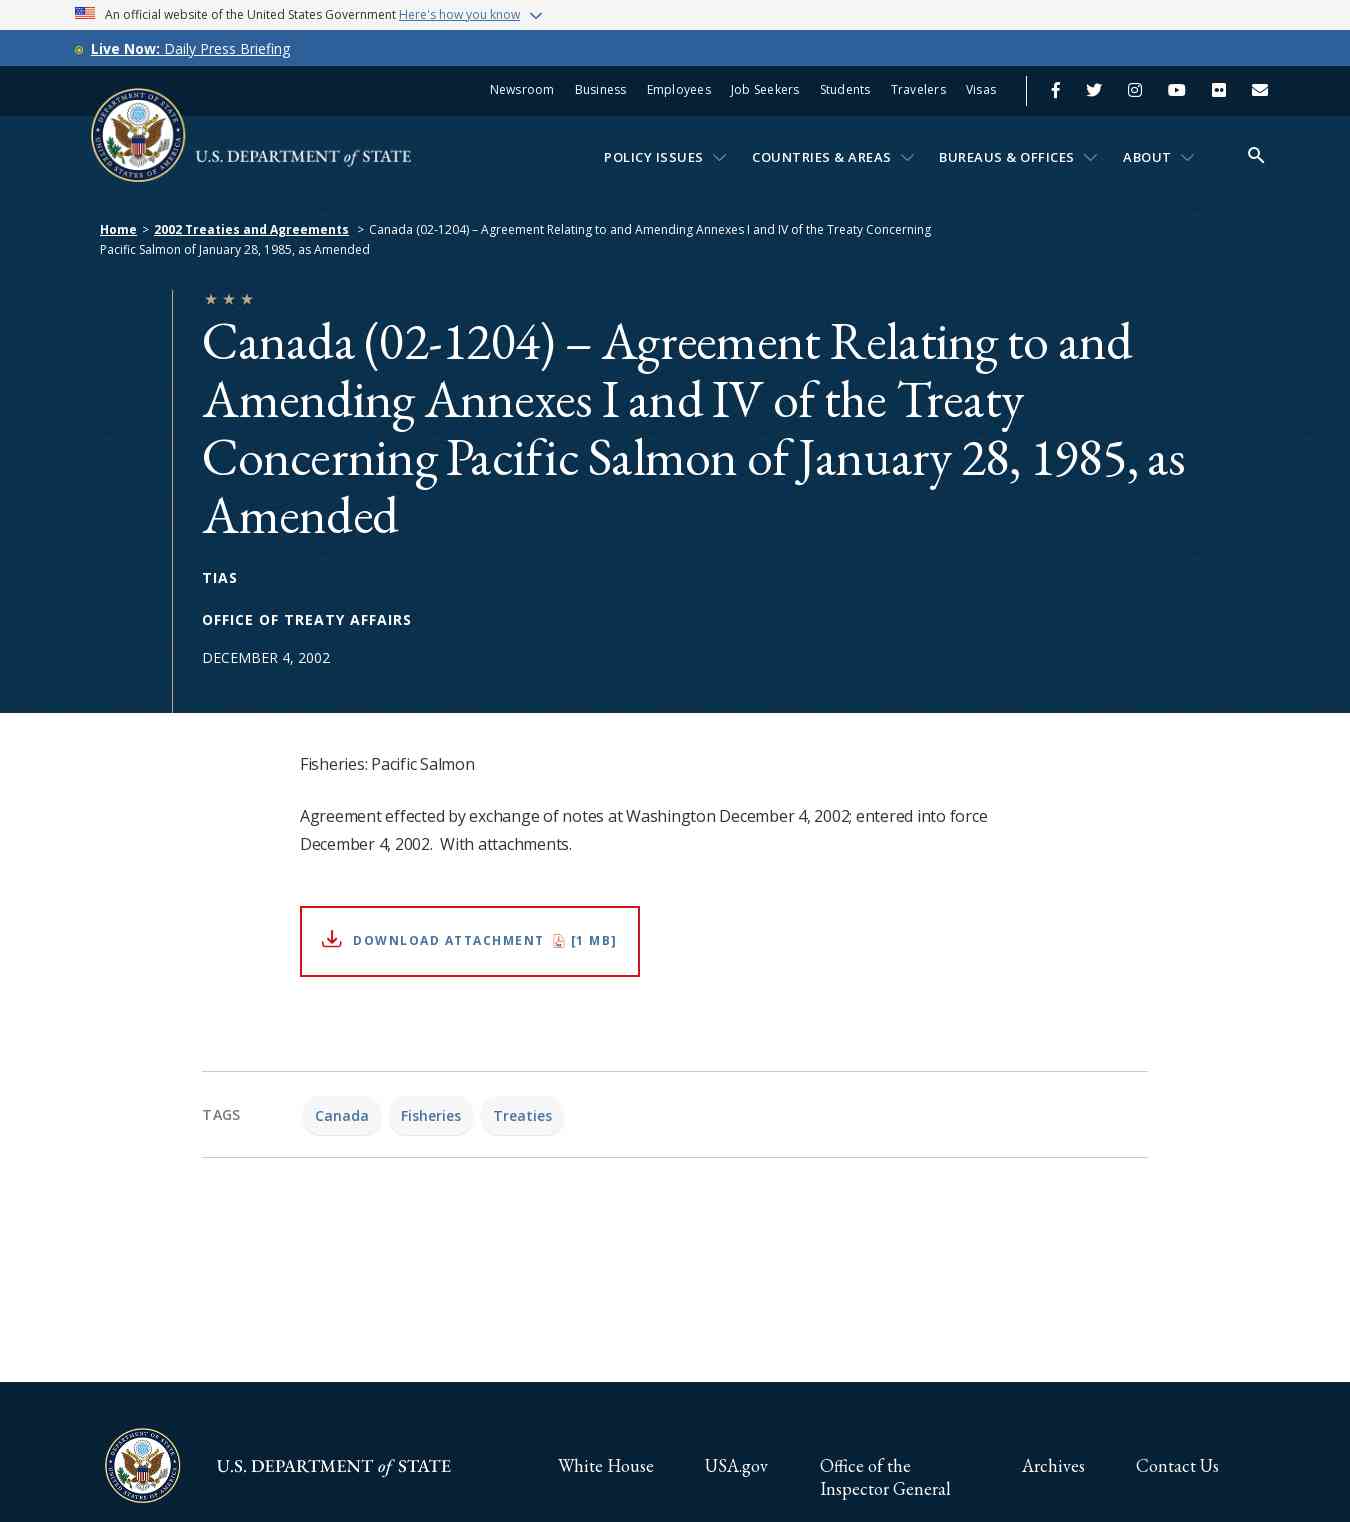 An official website of the United States Government Here's how you know
Live Now: Daily Press Briefing
Newsroom Business Employees Job Seekers Students Travelers Visas
U.S. DEPARTMENT of STATE
POLICY ISSUES COUNTRIES & AREAS BUREAUS & OFFICES ABOUT
Home > 2002 Treaties and Agreements > Canada (02-1204) – Agreement Relating to and Amending Annexes I and IV of the Treaty Concerning
Pacific Salmon of January 28, 1985, as Amended
Canada (02-1204) – Agreement Relating to and
Amending Annexes I and IV of the Treaty
Concerning Pacific Salmon of January 28, 1985, as
Amended
TIAS
OFFICE OF TREATY AFFAIRS
DECEMBER 4, 2002
Fisheries: Pacific Salmon
Agreement effected by exchange of notes at Washington December 4, 2002; entered into force
December 4, 2002.  With attachments.
DOWNLOAD ATTACHMENT [1 MB]
TAGS Canada Fisheries Treaties
U.S. DEPARTMENT of STATE
White House USA.gov Office of the Archives Contact Us
Inspector General